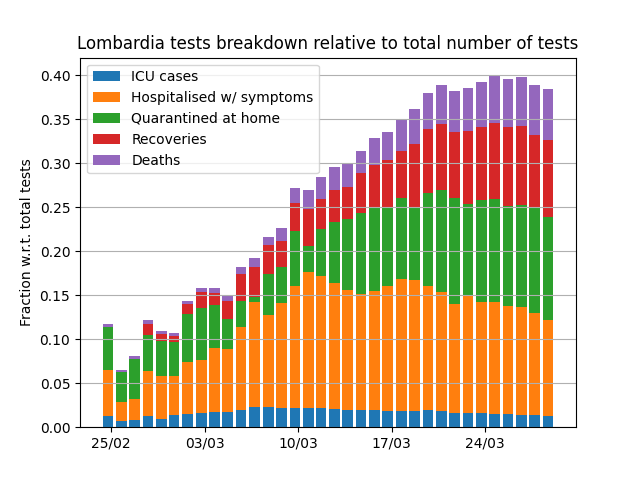 Lombardia tests breakdown relative to total number of tests
ICU cases
Hospitalised w/ symptoms
Quarantined at home
Recoveries
Deaths
Fraction w.r.t. total tests
0.40
0.35
0.30
0.25
0.20
0.15
0.10
0.05
0.00
25/02 03/03 10/03 17/03 24/03